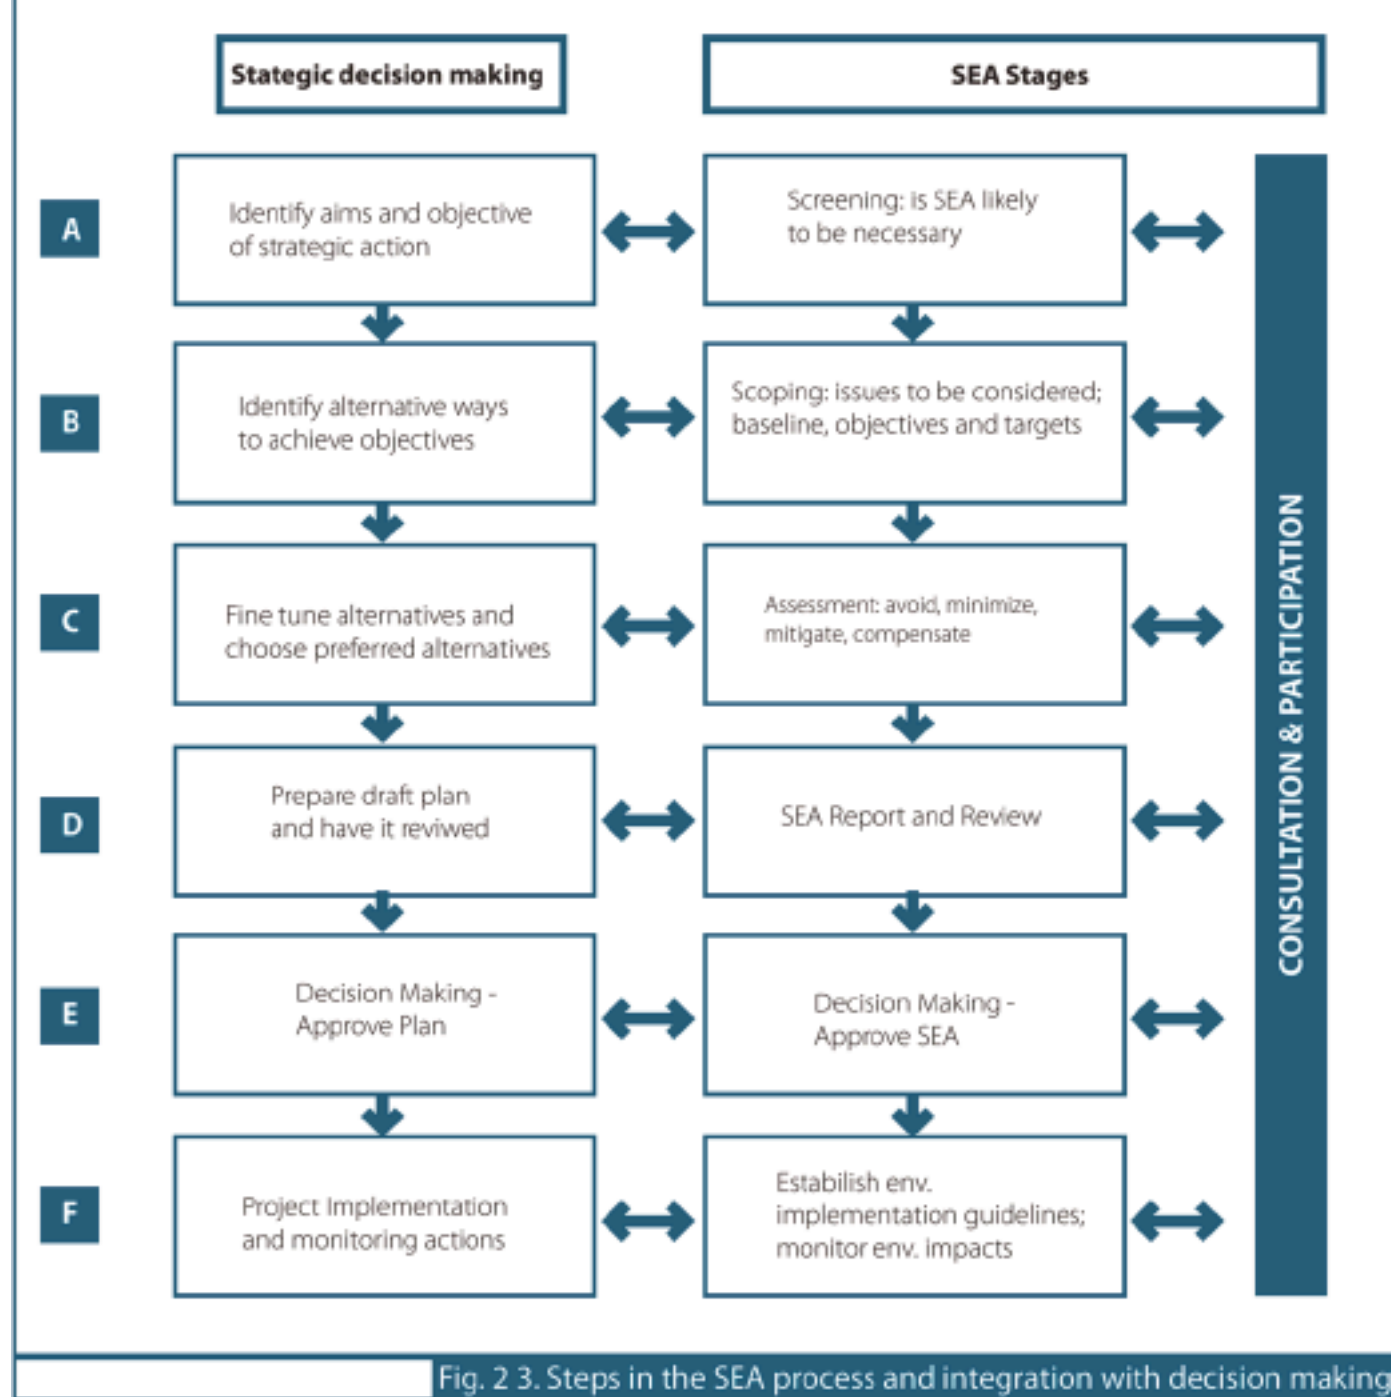 Stategic decision making
SEA Stages
A
Identify aims and objective
of strategic action
Screening: is SEA likely
to be necessary
B
Identify alternative ways
to achieve objectives
Scoping: issues to be considered;
baseline, objectives and targets
C
Fine tune alternatives and
choose preferred alternatives
Assessment: avoid, minimize,
mitigate, compensate
D
Prepare draft plan
and have it reviwed
SEA Report and Review
E
Decision Making -
Approve Plan
Decision Making -
Approve SEA
F
Project Implementation
and monitoring actions
Estabilish env.
implementation guidelines;
monitor env. impacts
CONSULTATION & PARTICIPATION
Fig. 2 3. Steps in the SEA process and integration with decision making